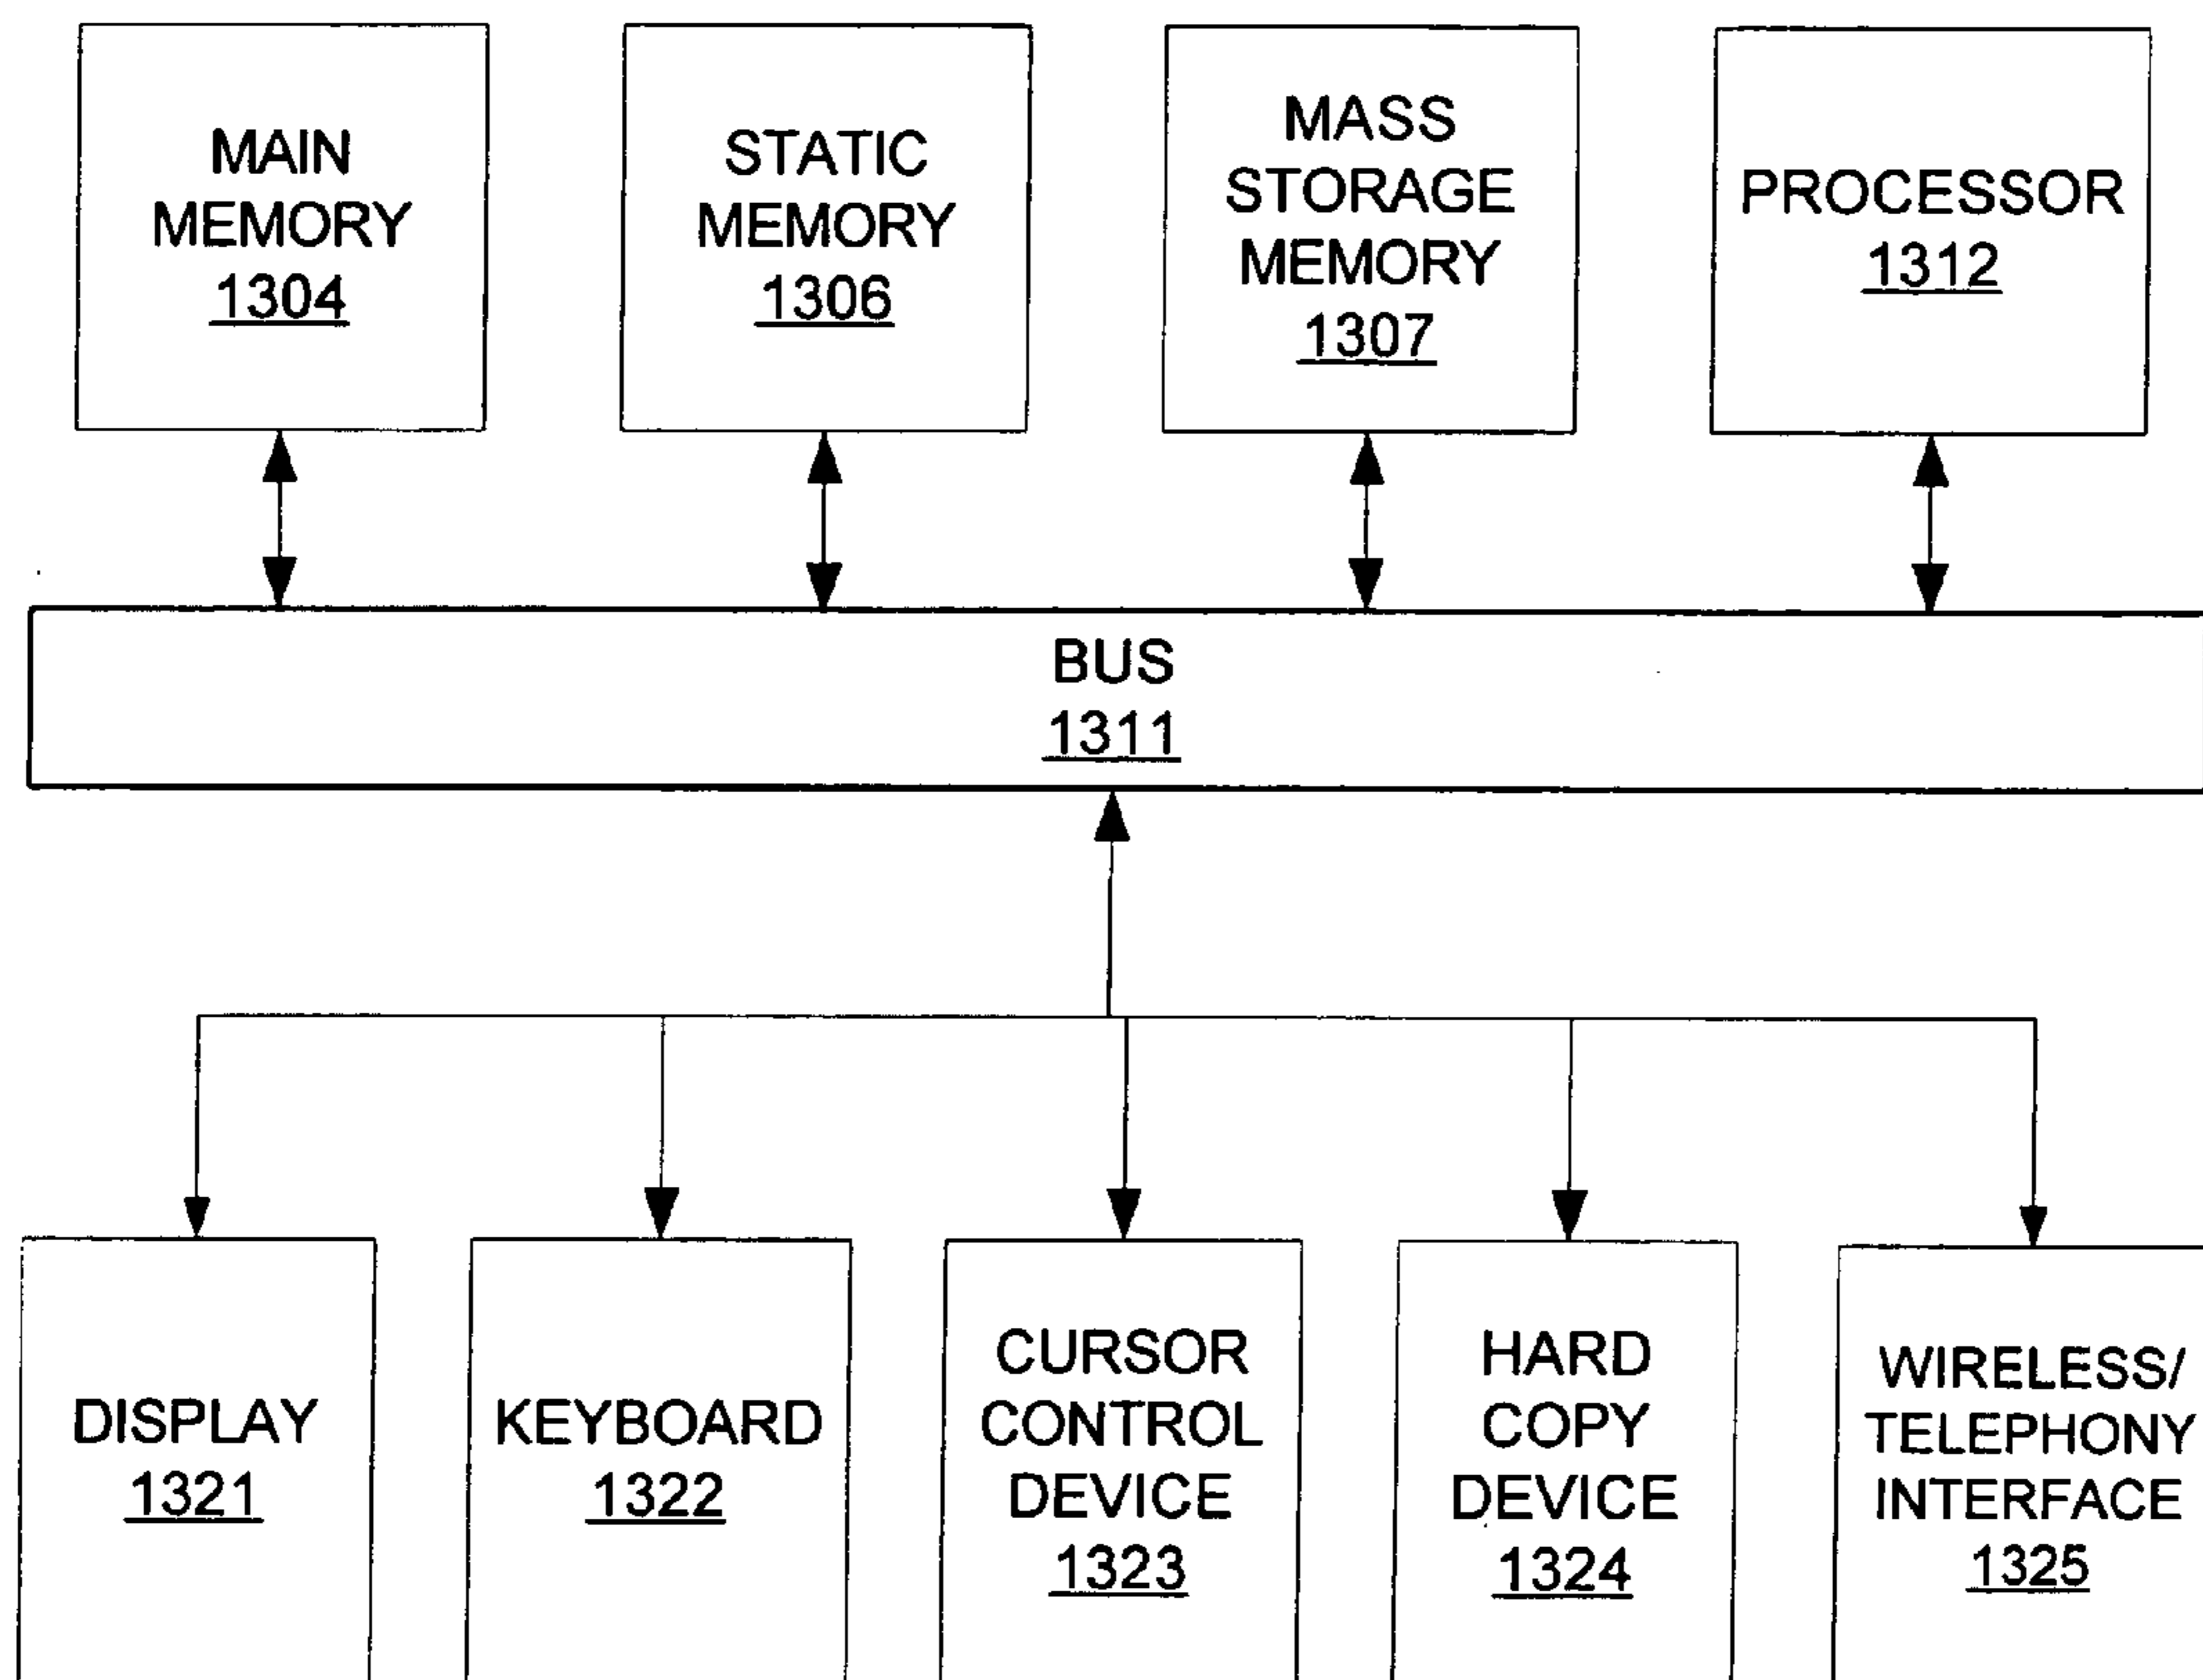 MAIN
MEMORY
1304
STATIC
MEMORY
1306
MASS
STORAGE
MEMORY
1307
PROCESSOR
1312
BUS
1311
DISPLAY
1321
KEYBOARD
1322
CURSOR
CONTROL
DEVICE
1323
HARD
COPY
DEVICE
1324
WIRELESS/
TELEPHONY
INTERFACE
1325